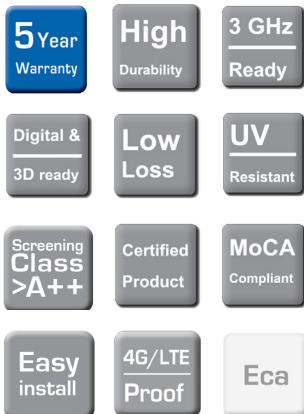 5 Year
Warranty
High
Durability
3 GHz
Ready
Digital &
3D ready
Low
Loss
UV
Resistant
Screening
Class
>A++
Certified
Product
MoCA
Compliant
Easy
install
4G/LTE
Proof
Eca